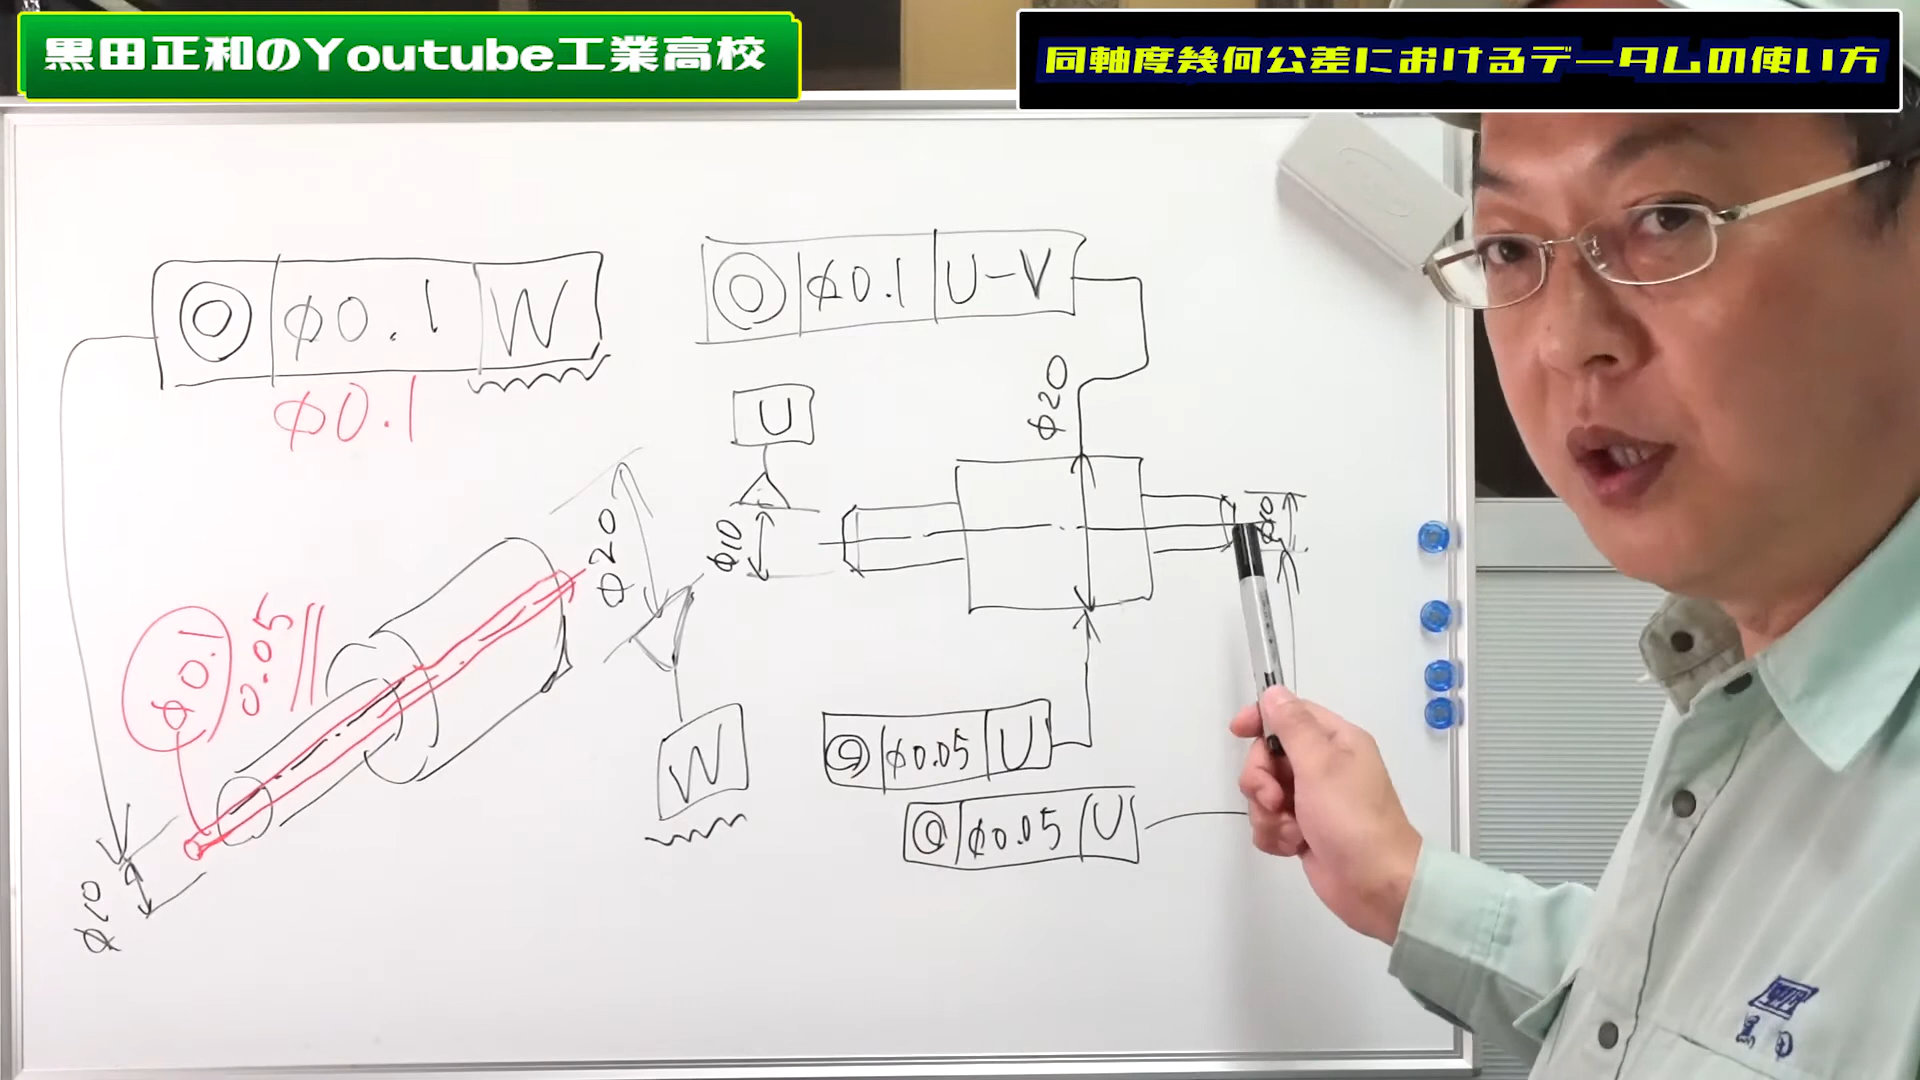 黒田正和のYoutube工業高校
同軸度幾何公差におけるデータムの使い方
◎ φ0.1 W
φ0.1
◎ φ0.1 U-V
φ20
U
φ10
φ10
φ20
φ0.1
0.05 //
W
◎ φ0.05 U
◎ φ0.05 U
φ10
黒田